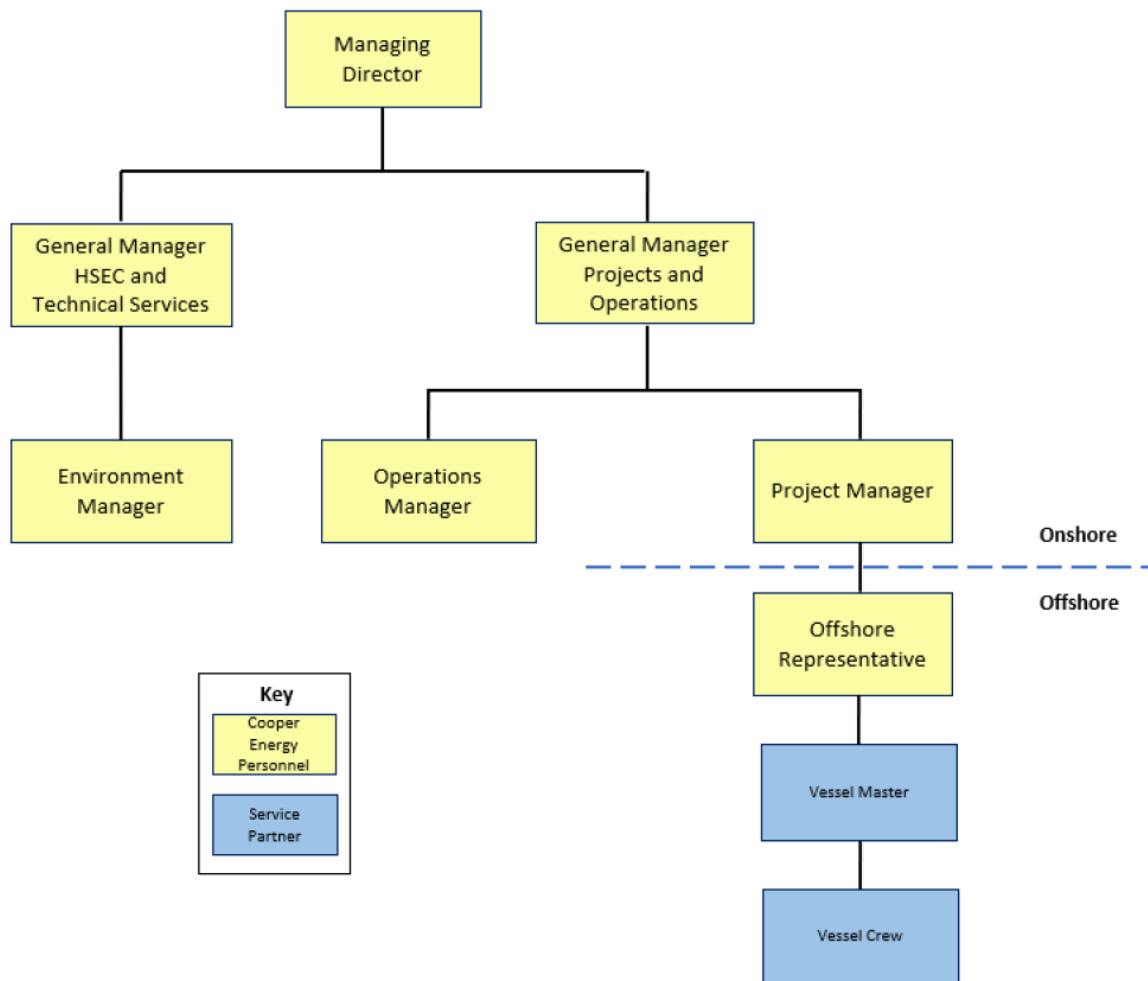 Managing
Director
General Manager
HSEC and
Technical Services
General Manager
Projects and
Operations
Environment
Manager
Operations
Manager
Project Manager
Onshore
Offshore
Offshore
Representative
Key
Cooper
Energy
Personnel
Service
Partner
Vessel Master
Vessel Crew